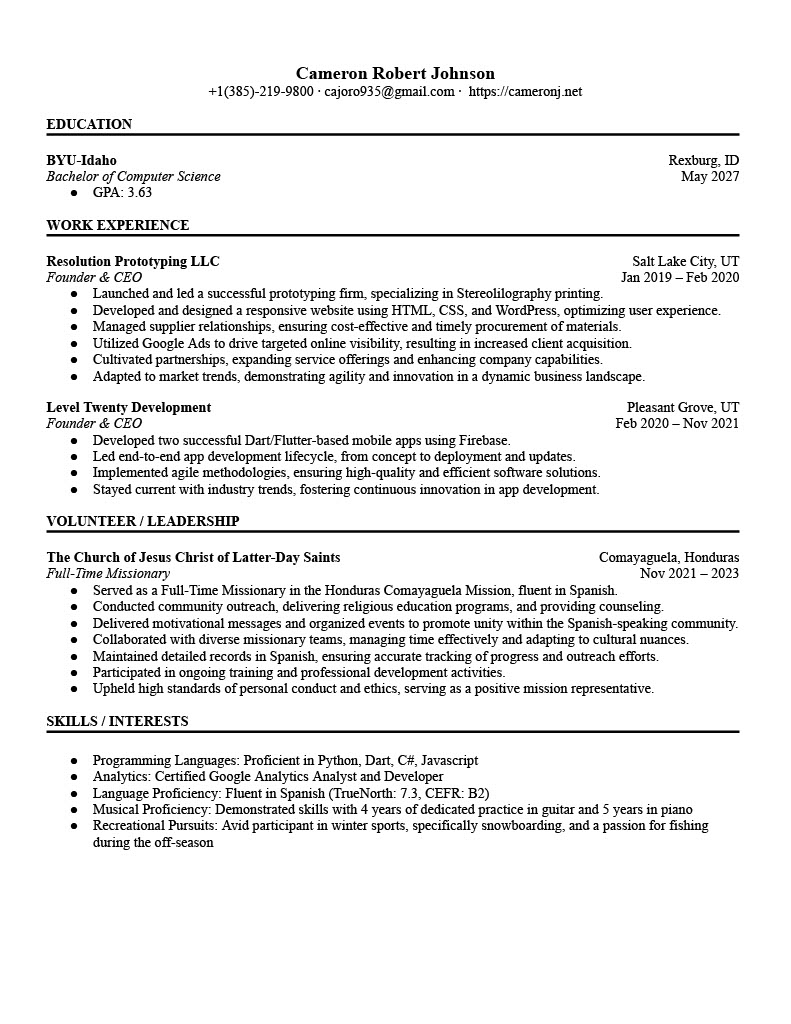 Cameron Robert Johnson
+1(385)-219-9800 · cajoro935@gmail.com · https://cameronj.net
EDUCATION
BYU-Idaho Rexburg, ID
Bachelor of Computer Science May 2027
● GPA: 3.63
WORK EXPERIENCE
Resolution Prototyping LLC Salt Lake City, UT
Founder & CEO Jan 2019 – Feb 2020
● Launched and led a successful prototyping firm, specializing in Stereolilography printing.
● Developed and designed a responsive website using HTML, CSS, and WordPress, optimizing user experience.
● Managed supplier relationships, ensuring cost-effective and timely procurement of materials.
● Utilized Google Ads to drive targeted online visibility, resulting in increased client acquisition.
● Cultivated partnerships, expanding service offerings and enhancing company capabilities.
● Adapted to market trends, demonstrating agility and innovation in a dynamic business landscape.
Level Twenty Development Pleasant Grove, UT
Founder & CEO Feb 2020 – Nov 2021
● Developed two successful Dart/Flutter-based mobile apps using Firebase.
● Led end-to-end app development lifecycle, from concept to deployment and updates.
● Implemented agile methodologies, ensuring high-quality and efficient software solutions.
● Stayed current with industry trends, fostering continuous innovation in app development.
VOLUNTEER / LEADERSHIP
The Church of Jesus Christ of Latter-Day Saints Comayaguela, Honduras
Full-Time Missionary Nov 2021 – 2023
● Served as a Full-Time Missionary in the Honduras Comayaguela Mission, fluent in Spanish.
● Conducted community outreach, delivering religious education programs, and providing counseling.
● Delivered motivational messages and organized events to promote unity within the Spanish-speaking community.
● Collaborated with diverse missionary teams, managing time effectively and adapting to cultural nuances.
● Maintained detailed records in Spanish, ensuring accurate tracking of progress and outreach efforts.
● Participated in ongoing training and professional development activities.
● Upheld high standards of personal conduct and ethics, serving as a positive mission representative.
SKILLS / INTERESTS
● Programming Languages: Proficient in Python, Dart, C#, Javascript
● Analytics: Certified Google Analytics Analyst and Developer
● Language Proficiency: Fluent in Spanish (TrueNorth: 7.3, CEFR: B2)
● Musical Proficiency: Demonstrated skills with 4 years of dedicated practice in guitar and 5 years in piano
● Recreational Pursuits: Avid participant in winter sports, specifically snowboarding, and a passion for fishing
during the off-season